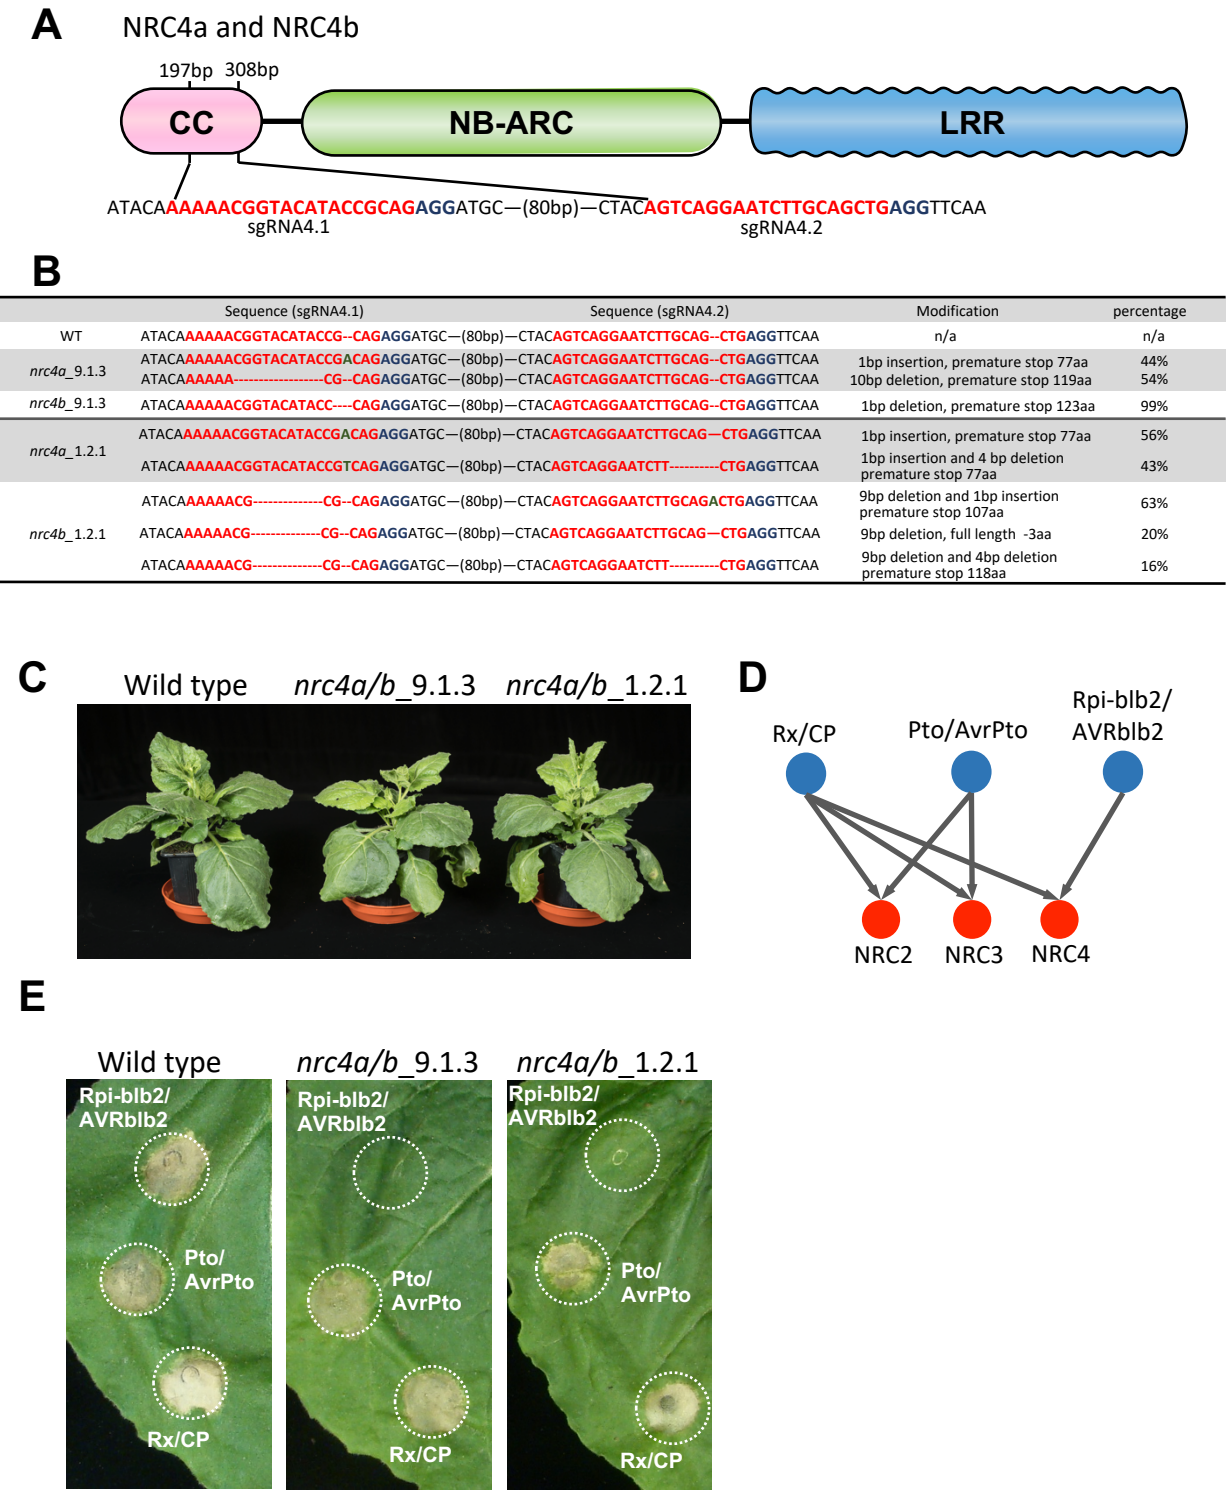 A
NRC4a and NRC4b
197bp 308bp
CC
NB-ARC
LRR
ATACAAAAAACGGTACATACCGCAGAGGATGC—(80bp)—CTACAGTCAGGAATCTTGCAGCTGAGGTTCAA
sgRNA4.1
sgRNA4.2
B
Sequence (sgRNA4.1) Sequence (sgRNA4.2) Modification percentage
WT ATACAAAAAACGGTACATACCG--CAGAGGATGC—(80bp)—CTACAGTCAGGAATCTTGCAG--CTGAGGTTCAA n/a n/a
nrc4a_9.1.3
ATACAAAAAACGGTACATACCGACAGAGGATGC—(80bp)—CTACAGTCAGGAATCTTGCAG--CTGAGGTTCAA 1bp insertion, premature stop 77aa 44%
ATACAAAAAA-----------------CG--CAGAGGATGC—(80bp)—CTACAGTCAGGAATCTTGCAG--CTGAGGTTCAA 10bp deletion, premature stop 119aa 54%
nrc4b_9.1.3 ATACAAAAAACGGTACATACC----CAGAGGATGC—(80bp)—CTACAGTCAGGAATCTTGCAG--CTGAGGTTCAA 1bp deletion, premature stop 123aa 99%
nrc4a_1.2.1
ATACAAAAAACGGTACATACCGACAGAGGATGC—(80bp)—CTACAGTCAGGAATCTTGCAG—CTGAGGTTCAA 1bp insertion, premature stop 77aa 56%
ATACAAAAAACGGTACATACCGTCAGAGGATGC—(80bp)—CTACAGTCAGGAATCTT----------CTGAGGTTCAA 1bp insertion and 4 bp deletion
premature stop 77aa 43%
nrc4b_1.2.1
ATACAAAAAACG-------------CG--CAGAGGATGC—(80bp)—CTACAGTCAGGAATCTTGCAGACTGAGGTTCAA 9bp deletion and 1bp insertion
premature stop 107aa 63%
ATACAAAAAACG-------------CG--CAGAGGATGC—(80bp)—CTACAGTCAGGAATCTTGCAG—CTGAGGTTCAA 9bp deletion, full length -3aa 20%
ATACAAAAAACG-------------CG--CAGAGGATGC—(80bp)—CTACAGTCAGGAATCTT----------CTGAGGTTCAA 9bp deletion and 4bp deletion
premature stop 118aa 16%
C
Wild type nrc4a/b_9.1.3 nrc4a/b_1.2.1
D
Rx/CP
Pto/AvrPto
Rpi-blb2/
AVRblb2
NRC2 NRC3 NRC4
E
Wild type nrc4a/b_9.1.3 nrc4a/b_1.2.1
Rpi-blb2/
AVRblb2
Pto/
AvrPto
Rx/CP
Rpi-blb2/
AVRblb2
Pto/
AvrPto
Rx/CP
Rpi-blb2/
AVRblb2
Pto/
AvrPto
Rx/CP